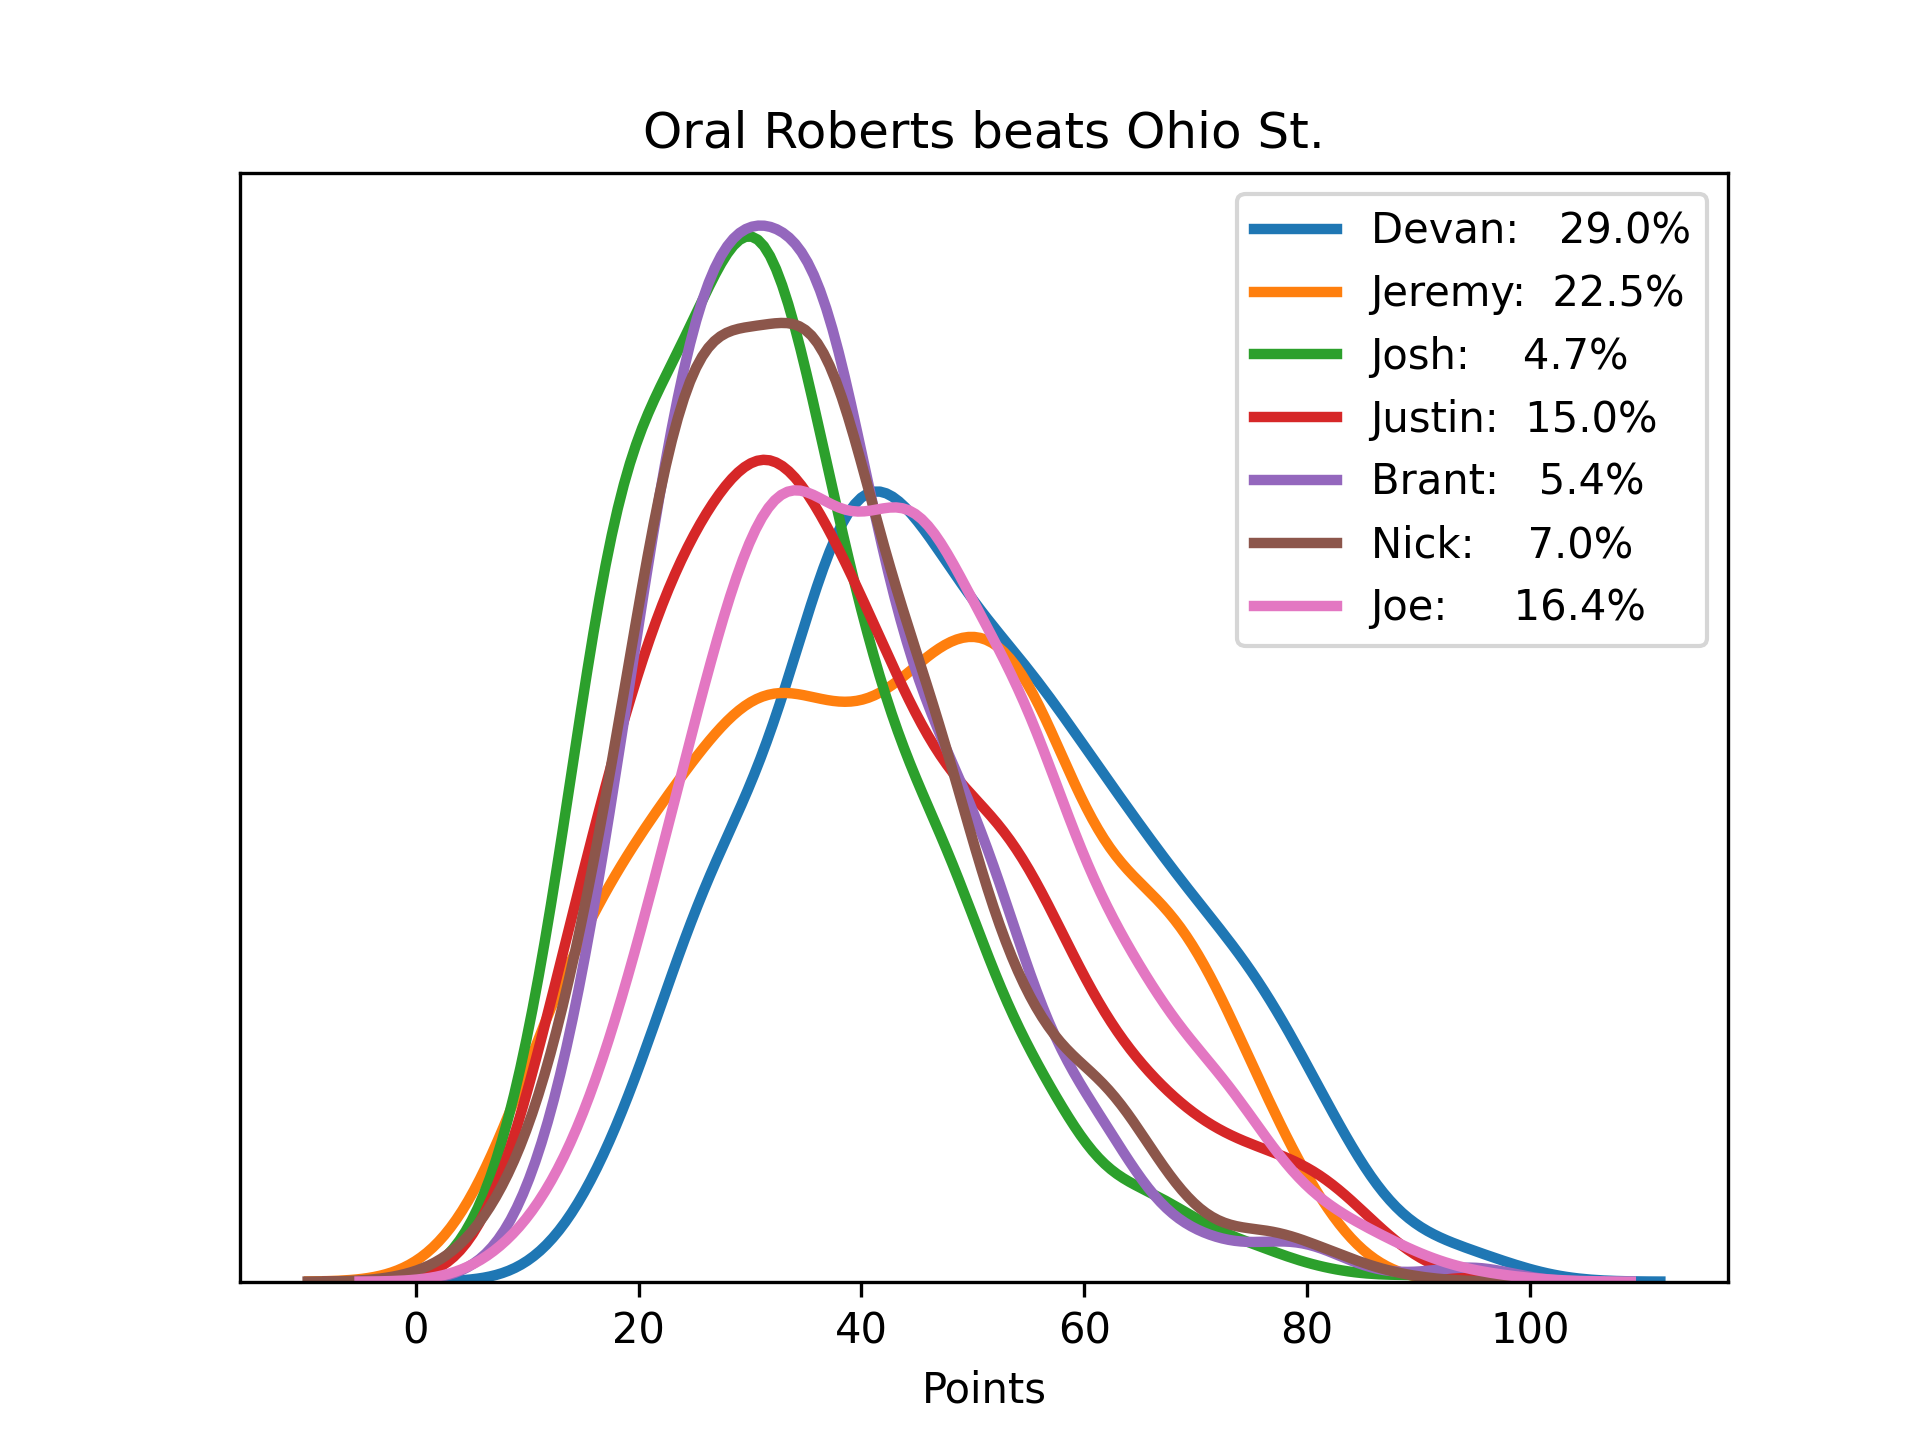 Oral Roberts beats Ohio St.
Devan: 29.0%
Jeremy: 22.5%
Josh: 4.7%
Justin: 15.0%
Brant: 5.4%
Nick: 7.0%
Joe: 16.4%
0 20 40 60 80 100
Points